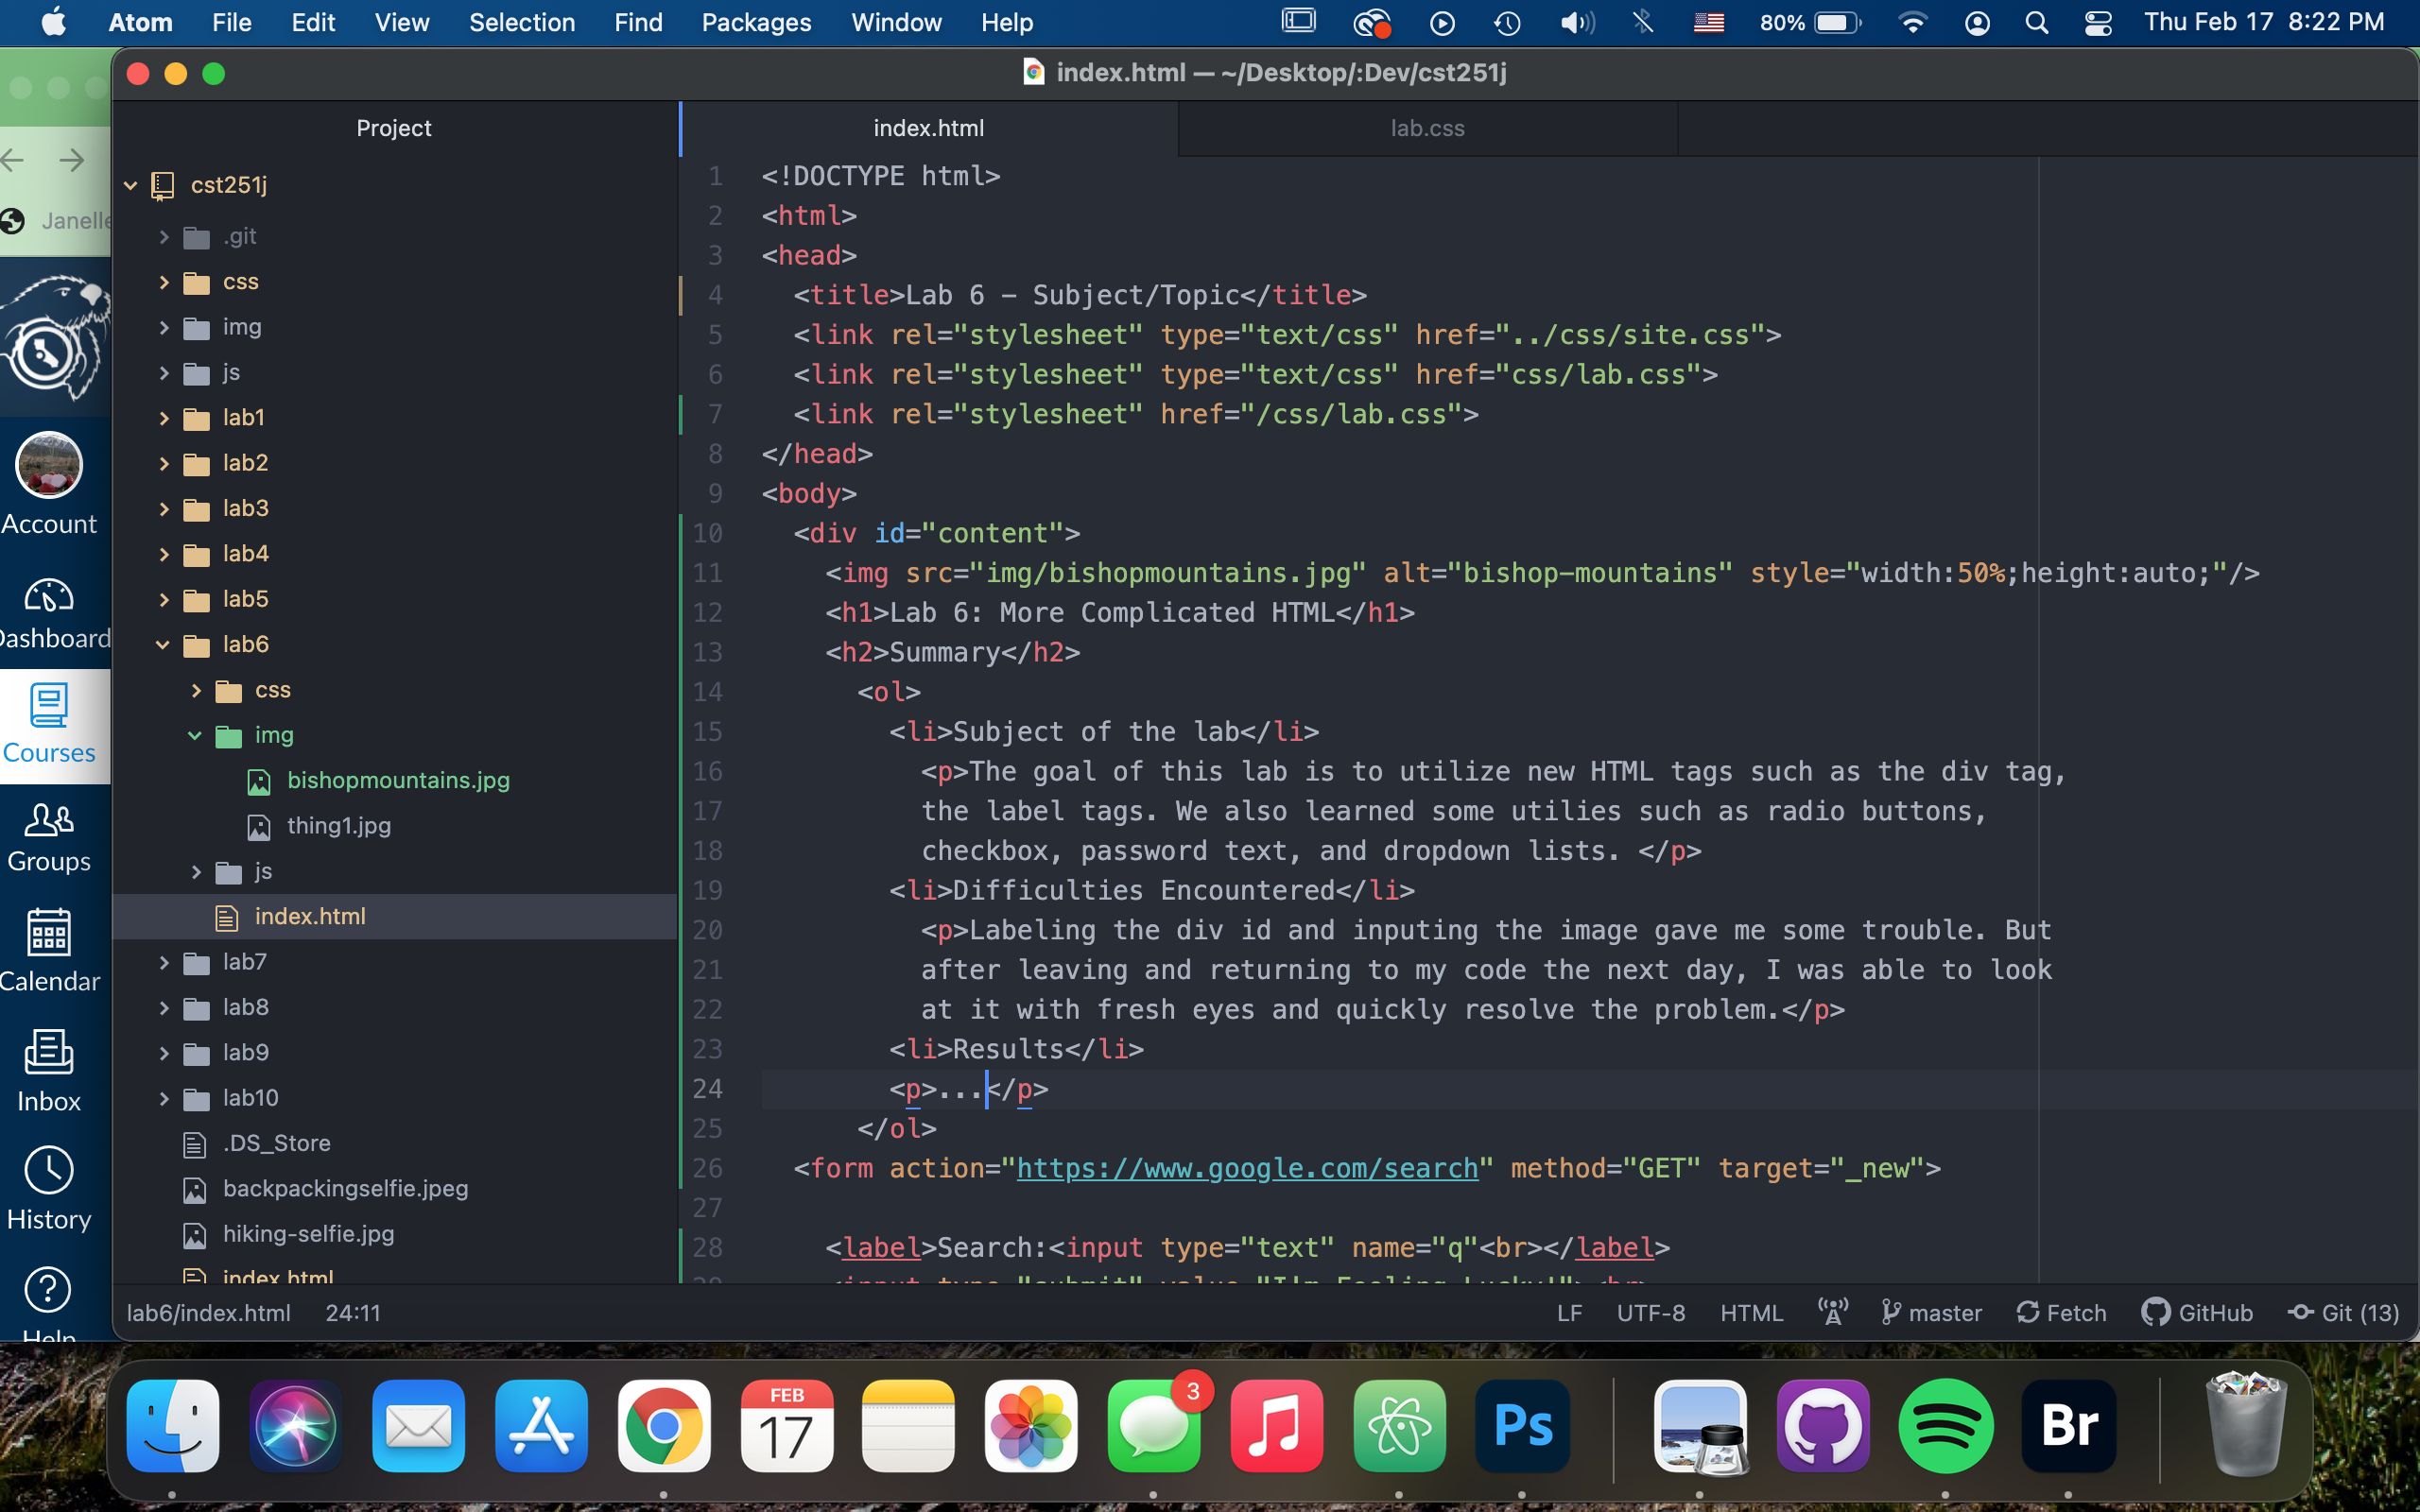 Atom File Edit View Selection Find Packages Window Help 80% Thu Feb 17 8:22 PM
index.html — ~/Desktop/:Dev/cst251j
Project
cst251j
.git
css
img
js
lab1
lab2
lab3
lab4
lab5
lab6
css
img
bishopmountains.jpg
thing1.jpg
js
index.html
lab7
lab8
lab9
lab10
.DS_Store
backpackingselfie.jpeg
hiking-selfie.jpg
index.html
index.html lab.css
1 <!DOCTYPE html>
2 <html>
3 <head>
4 <title>Lab 6 – Subject/Topic</title>
5 <link rel="stylesheet" type="text/css" href="../css/site.css">
6 <link rel="stylesheet" type="text/css" href="css/lab.css">
7 <link rel="stylesheet" href="/css/lab.css">
8 </head>
9 <body>
10 <div id="content">
11 <img src="img/bishopmountains.jpg" alt="bishop-mountains" style="width:50%;height:auto;"/>
12 <h1>Lab 6: More Complicated HTML</h1>
13 <h2>Summary</h2>
14 <ol>
15 <li>Subject of the lab</li>
16 <p>The goal of this lab is to utilize new HTML tags such as the div tag,
17 the label tags. We also learned some utilies such as radio buttons,
18 checkbox, password text, and dropdown lists. </p>
19 <li>Difficulties Encountered</li>
20 <p>Labeling the div id and inputing the image gave me some trouble. But
21 after leaving and returning to my code the next day, I was able to look
22 at it with fresh eyes and quickly resolve the problem.</p>
23 <li>Results</li>
24 <p>...</p>
25 </ol>
26 <form action="https://www.google.com/search" method="GET" target="_new">
27
28 <label>Search:<input type="text" name="q"<br></label>
lab6/index.html 24:11 LF UTF-8 HTML master Fetch GitHub Git (13)
Janelle
Account
Dashboard
Courses
Groups
Calendar
Inbox
History
Help
FEB
17
3
Ps
Br